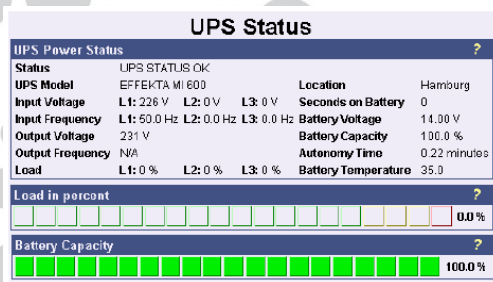 UPS Status
UPS Power Status ?
Status UPS STATUS OK
UPS Model EFFEKTA MI 600 Location Hamburg
Input Voltage L1: 226 V L2: 0 V L3: 0 V Seconds on Battery 0
Input Frequency L1: 50.0 Hz L2: 0.0 Hz L3: 0.0 Hz Battery Voltage 14.00 V
Output Voltage 231 V Battery Capacity 100.0 %
Output Frequency N/A Autonomy Time 0.22 minutes
Load L1: 0 % L2: 0 % L3: 0 % Battery Temperature 35.0
Load in percent ?
0.0 %
Battery Capacity ?
100.0 %